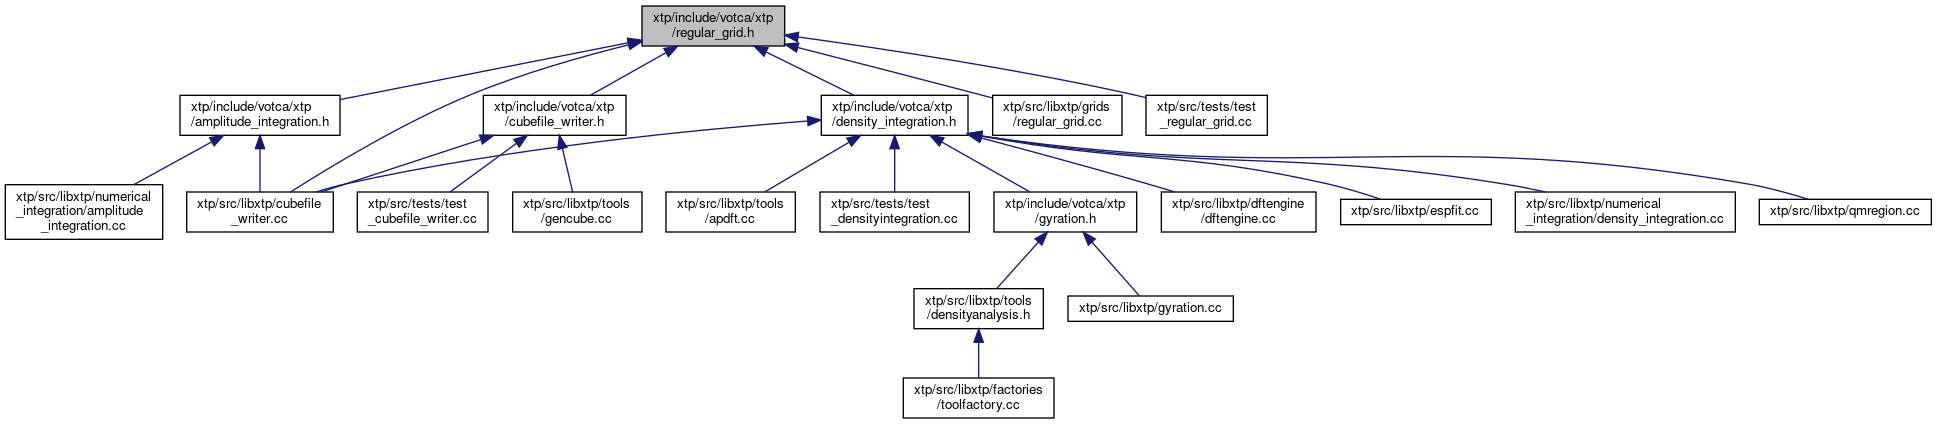 xtp/include/votca/xtp
/regular_grid.h
xtp/include/votca/xtp
/amplitude_integration.h
xtp/include/votca/xtp
/cubefile_writer.h
xtp/include/votca/xtp
/density_integration.h
xtp/src/libxtp/grids
/regular_grid.cc
xtp/src/tests/test
_regular_grid.cc
xtp/src/libxtp/numerical
_integration/amplitude
_integration.cc
xtp/src/libxtp/cubefile
_writer.cc
xtp/src/tests/test
_cubefile_writer.cc
xtp/src/libxtp/tools
/gencube.cc
xtp/src/libxtp/tools
/apdft.cc
xtp/src/tests/test
_densityintegration.cc
xtp/include/votca/xtp
/gyration.h
xtp/src/libxtp/dftengine
/dftengine.cc
xtp/src/libxtp/espfit.cc
xtp/src/libxtp/numerical
_integration/density_integration.cc
xtp/src/libxtp/qmregion.cc
xtp/src/libxtp/tools
/densityanalysis.h
xtp/src/libxtp/gyration.cc
xtp/src/libxtp/factories
/toolfactory.cc